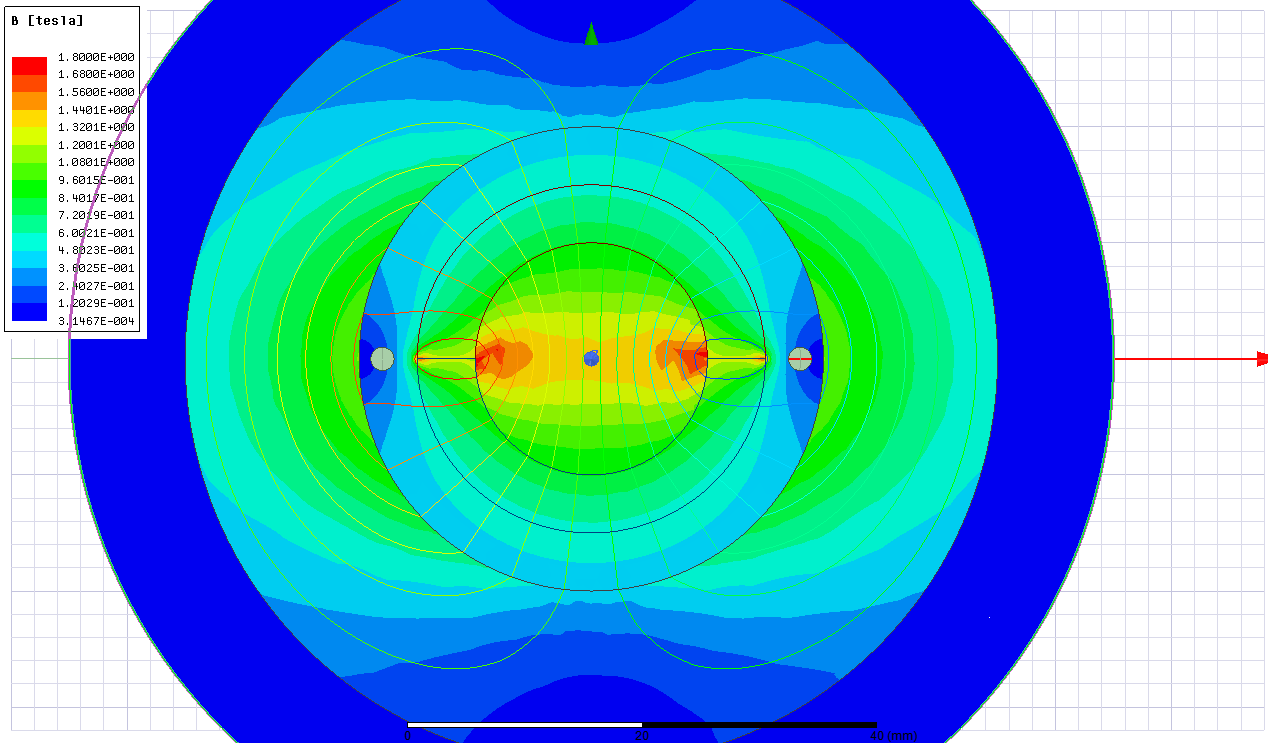 B [tesla]
1.8000E+000
1.6800E+000
1.5600E+000
1.4401E+000
1.3201E+000
1.2001E+000
1.0801E+000
9.6015E-001
8.4017E-001
7.2019E-001
6.0021E-001
4.8023E-001
3.6025E-001
2.4027E-001
1.2029E-001
3.1467E-004
0 20 40 (mm)